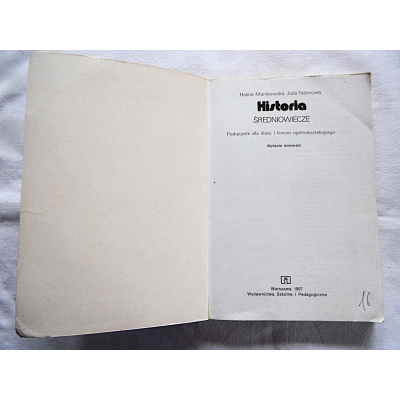 Halina Manikowska, Julia Tazbirowa
Historia
ŚREDNIOWIECZE
Podręcznik dla klasy I liceum ogólnokształcącego
Wydanie dziewiąte
Warszawa 1997
Wydawnictwa Szkolne i Pedagogiczne
16